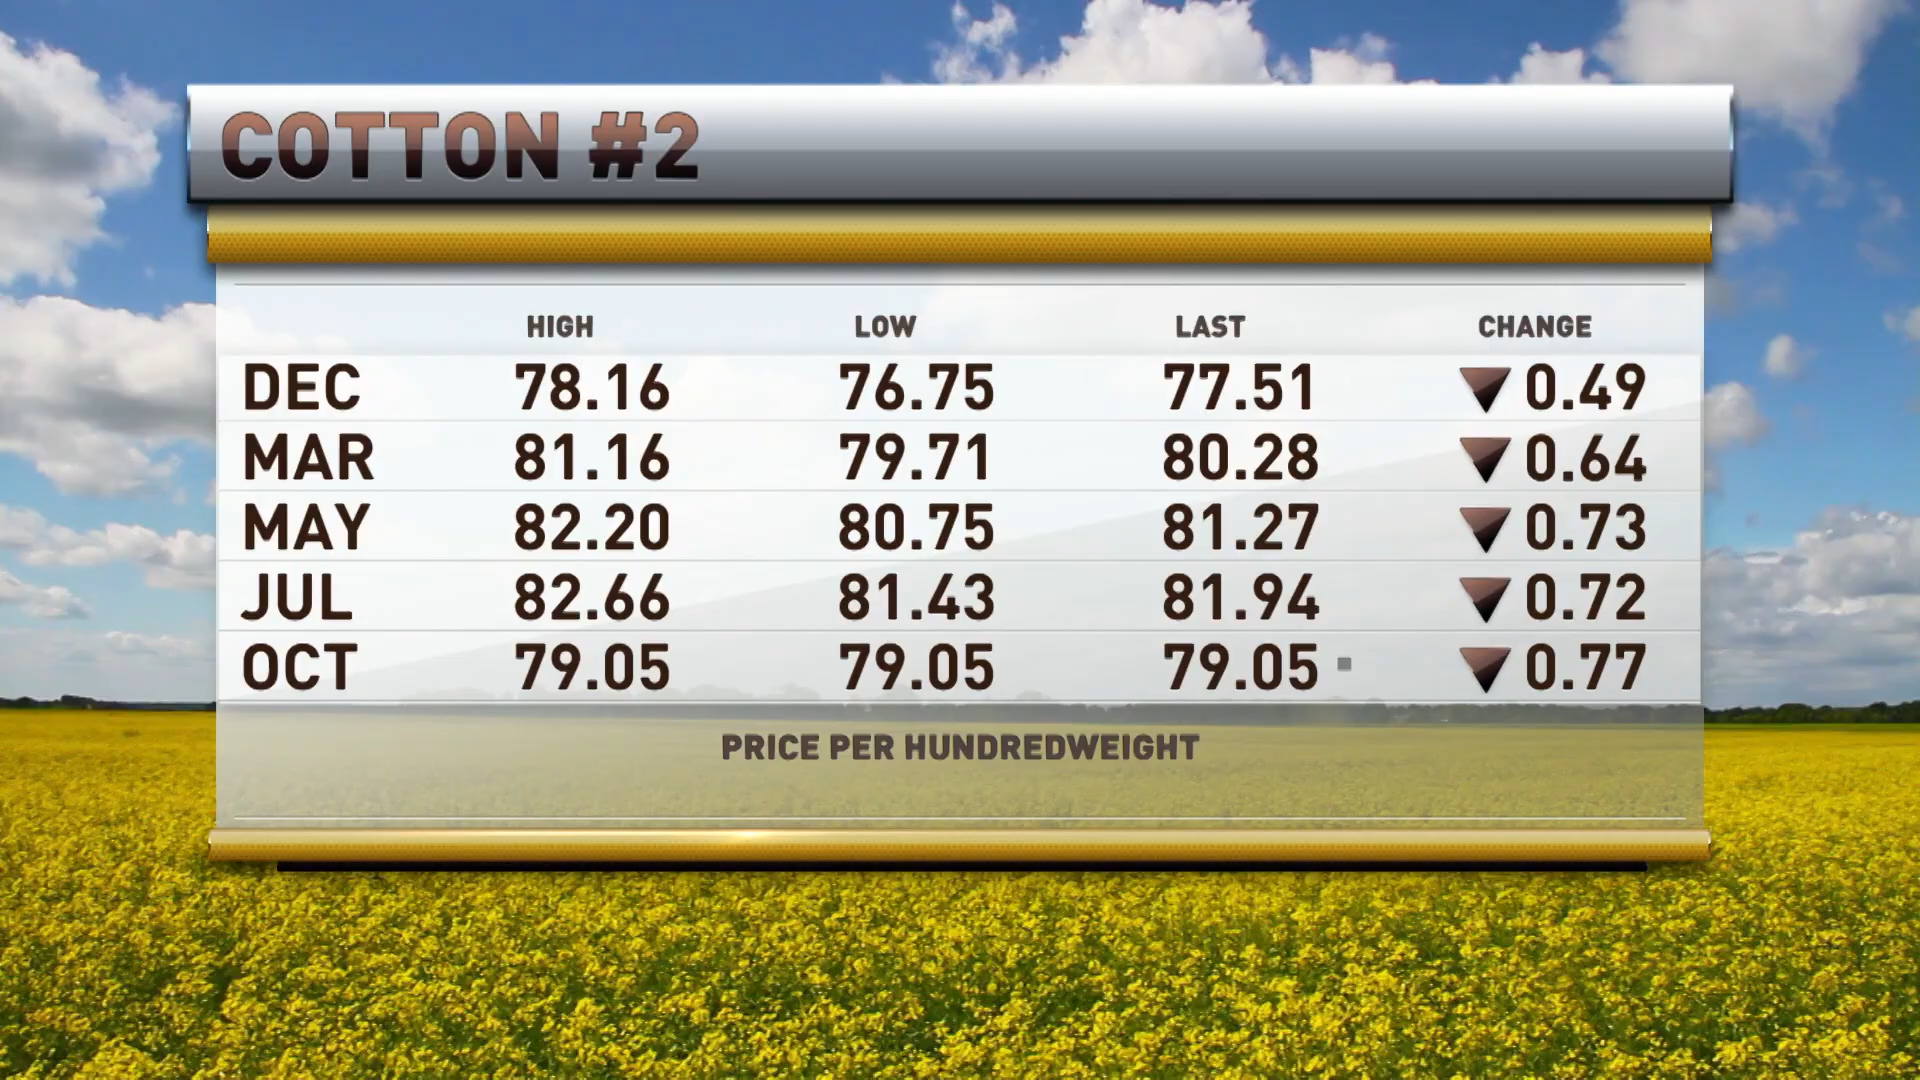 COTTON #2
HIGH LOW LAST CHANGE
DEC 78.16 76.75 77.51 ▼ 0.49
MAR 81.16 79.71 80.28 ▼ 0.64
MAY 82.20 80.75 81.27 ▼ 0.73
JUL 82.66 81.43 81.94 ▼ 0.72
OCT 79.05 79.05 79.05 ▼ 0.77
PRICE PER HUNDREDWEIGHT